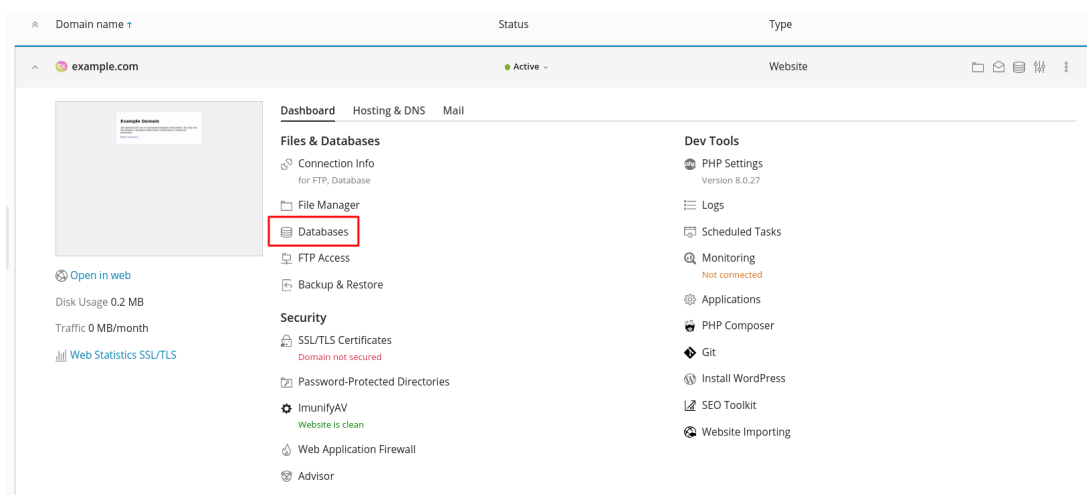 Domain name ↑ Status Type
example.com Active Website
Example Domain
Dashboard Hosting & DNS Mail
Files & Databases
Connection Info
for FTP, Database
File Manager
Databases
FTP Access
Backup & Restore
Security
SSL/TLS Certificates
Domain not secured
Password-Protected Directories
ImunifyAV
Website is clean
Web Application Firewall
Advisor
Dev Tools
PHP Settings
Version 8.0.27
Logs
Scheduled Tasks
Monitoring
Not connected
Applications
PHP Composer
Git
Install WordPress
SEO Toolkit
Website Importing
Open in web
Disk Usage 0.2 MB
Traffic 0 MB/month
Web Statistics SSL/TLS